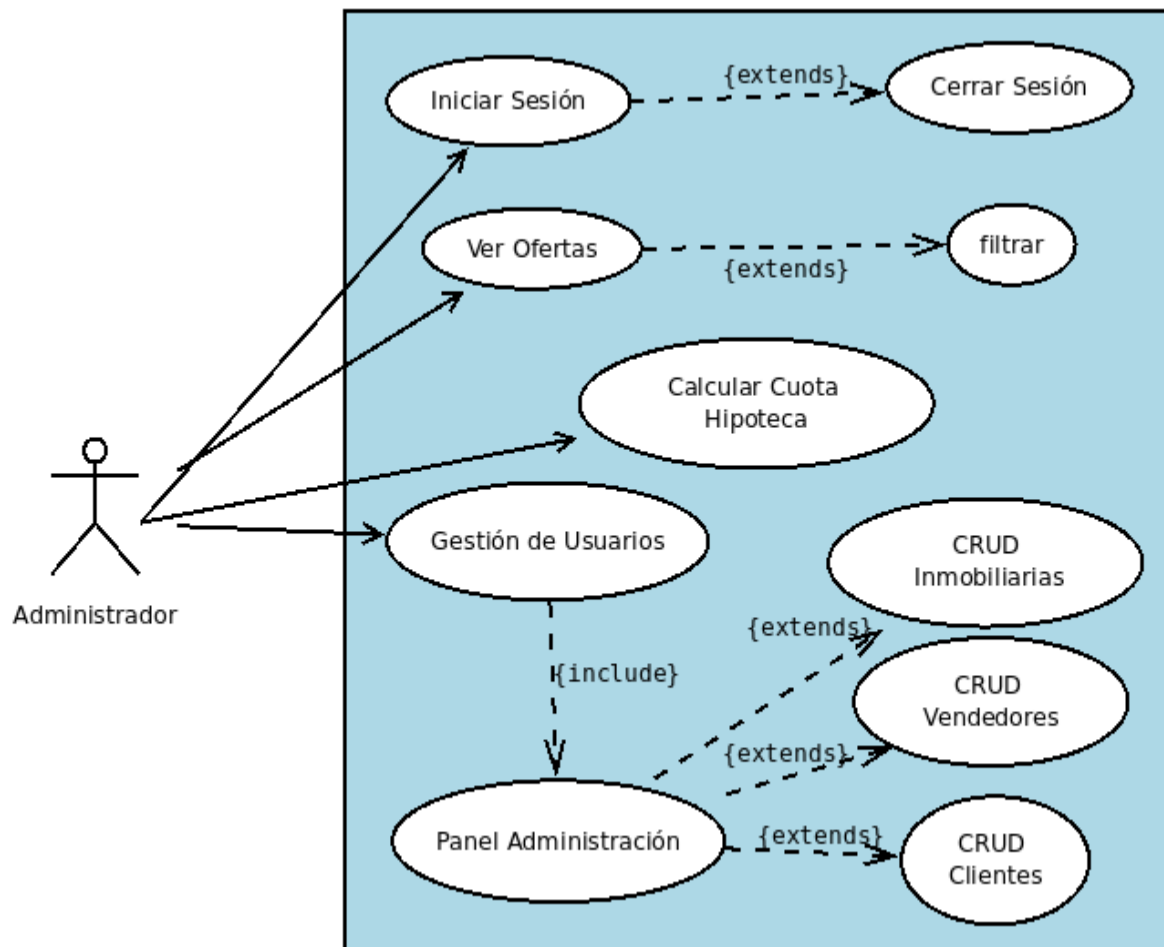 Iniciar Sesión
{extends}
Cerrar Sesión
Ver Ofertas
{extends}
filtrar
Calcular Cuota
Hipoteca
Administrador
Gestión de Usuarios
CRUD
Inmobiliarias
{extends}
{include}
CRUD
Vendedores
{extends}
Panel Administración
{extends}
CRUD
Clientes